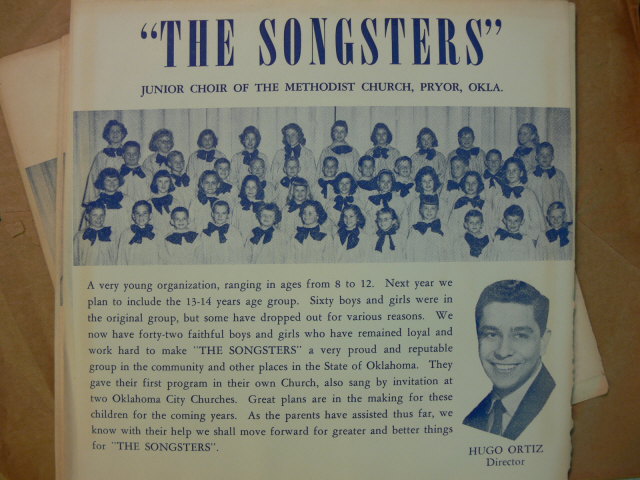 "THE SONGSTERS"
JUNIOR CHOIR OF THE METHODIST CHURCH, PRYOR, OKLA.
A very young organization, ranging in ages from 8 to 12. Next year we
plan to include the 13-14 years age group. Sixty boys and girls were in
the original group, but some have dropped out for various reasons. We
now have forty-two faithful boys and girls who have remained loyal and
work hard to make "THE SONGSTERS" a very proud and reputable
group in the community and other places in the State of Oklahoma. They
gave their first program in their own Church, also sang by invitation at
two Oklahoma City Churches. Great plans are in the making for these
children for the coming years. As the parents have assisted thus far, we
know with their help we shall move forward for greater and better things
for "THE SONGSTERS".
HUGO ORTIZ
Director